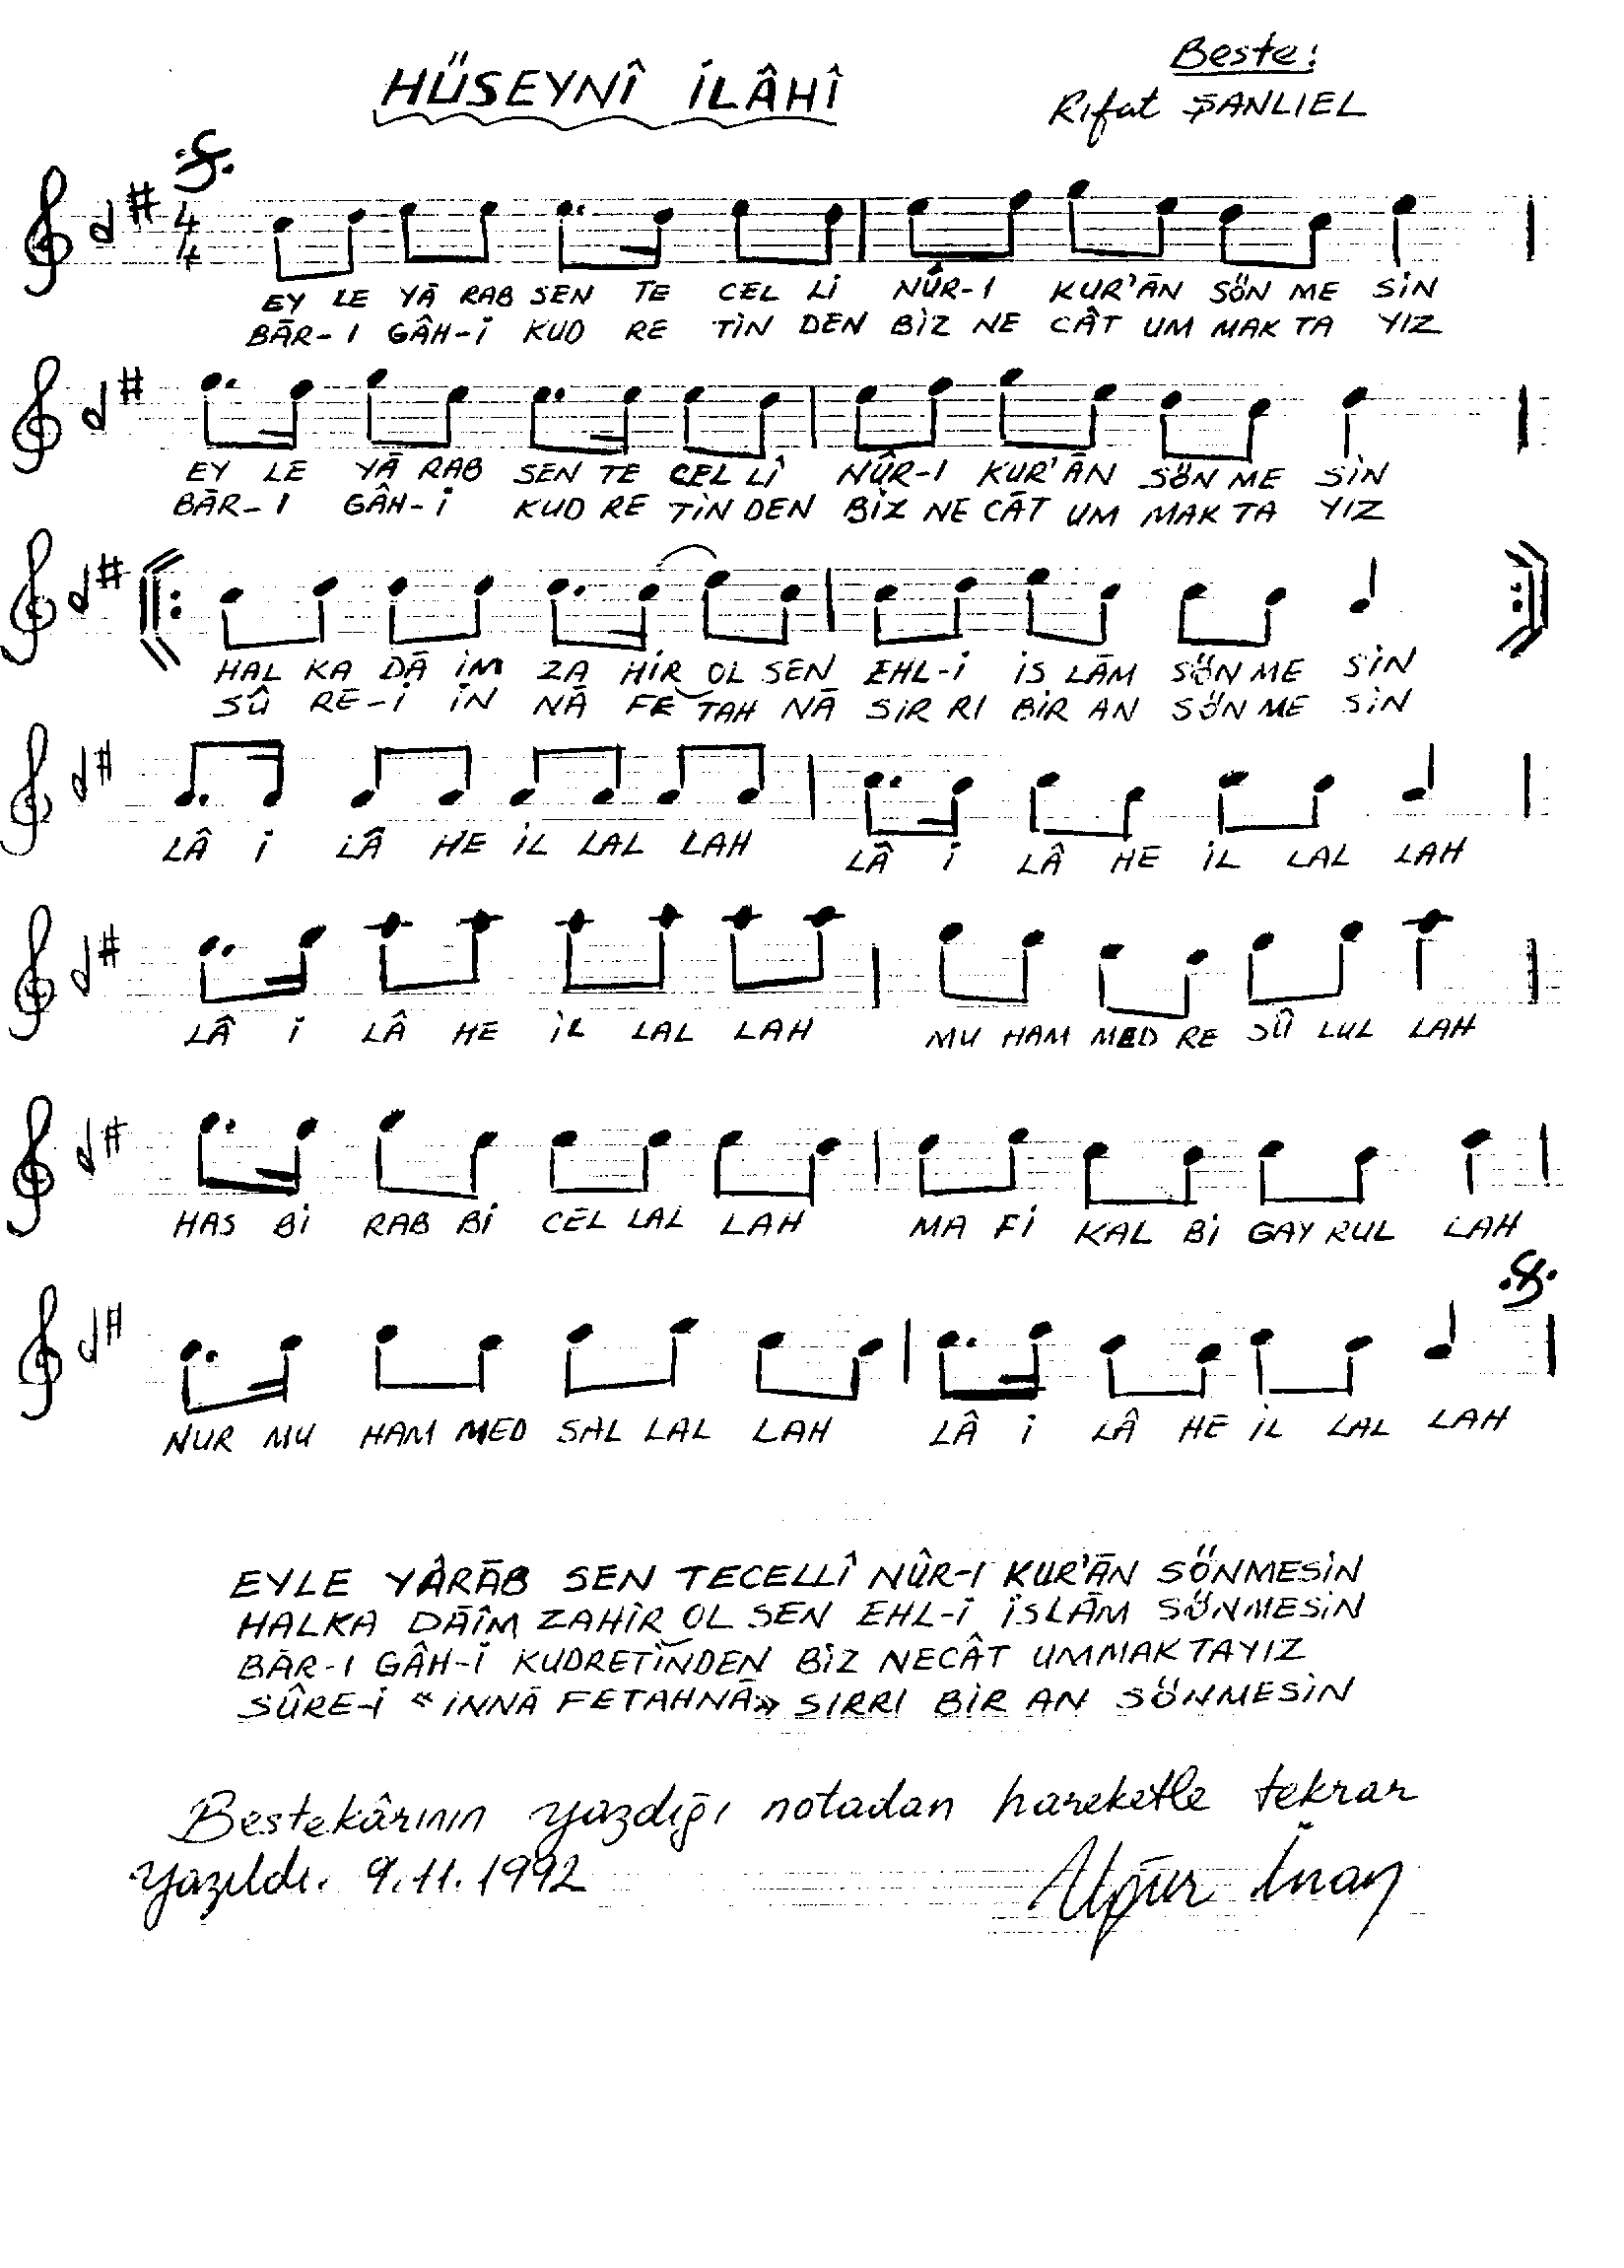 HÜSEYNÎ İLÂHÎ
Beste:
Rıfat ŞANLIEL
4/4
EY LE YĀ RAB SEN TE CEL Lİ NÛR-I KUR'ĀN SÖN ME SİN
BĀR-I GÂH-İ KUD RE TİN DEN BİZ NE CÂT UM MAK TA YIZ
EY LE YĀ RAB SEN TE CEL LÎ NÛR-I KUR'ĀN SÖN ME SİN
BĀR-I GÂH-İ KUD RE TİN DEN BİZ NE CĀT UM MAK TA YIZ
HAL KA DĀ İM ZA HİR OL SEN EHL-İ İS LĀM SÖN ME SİN
SÛ RE-İ İN NĀ FE TAH NĀ SIR RI BİR AN SÖN ME SİN
LÂ İ LÂ HE İL LAL LAH LÂ İ LÂ HE İL LAL LAH
LÂ İ LÂ HE İL LAL LAH MU HAM MED RE SÛ LUL LAH
HAS Bİ RAB Bİ CEL LAL LAH MA Fİ KAL Bİ GAY RUL LAH
NUR MU HAM MED SAL LAL LAH LÂ İ LÂ HE İL LAL LAH
EYLE YÂRĀB SEN TECELLÎ NÛR-I KUR'ĀN SÖNMESİN
HALKA DĀÎM ZAHİR OL SEN EHL-İ İSLĀM SÖNMESİN
BĀR-I GÂH-İ KUDRETİNDEN BİZ NECÂT UMMAKTAYIZ
SÛRE-İ «İNNĀ FETAHNĀ» SIRRI BİR AN SÖNMESİN
Bestekârının yazdığı notadan hareketle tekrar
yazıldı. 9.11.1992
Uğur İnan